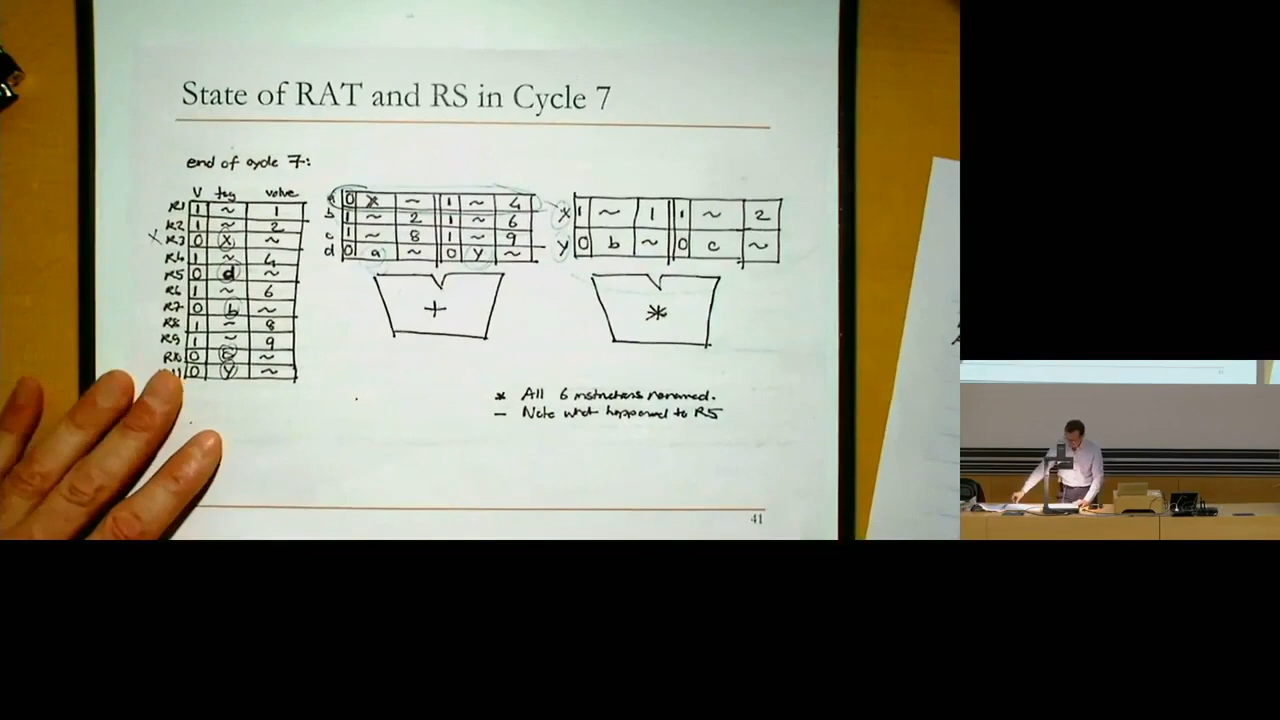 State of RAT and RS in Cycle 7
end of cycle 7:
V tag value
R1 1 ~ 1
R2 1 ~ 2
R3 0 X ~
R4 1 ~ 4
R5 0 d ~
R6 1 ~ 6
R7 0 b ~
R8 1 ~ 8
R9 1 ~ 9
R10 0 c ~
R11 0 Y ~
a 0 X ~ 1 ~ 4
b 1 ~ 2 1 ~ 6
c 1 ~ 8 1 ~ 9
d 0 a ~ 0 Y ~
+
X 1 ~ 1 1 ~ 2
Y 0 b ~ 0 c ~
*
* All 6 instructions renamed.
— Note what happened to R5
41